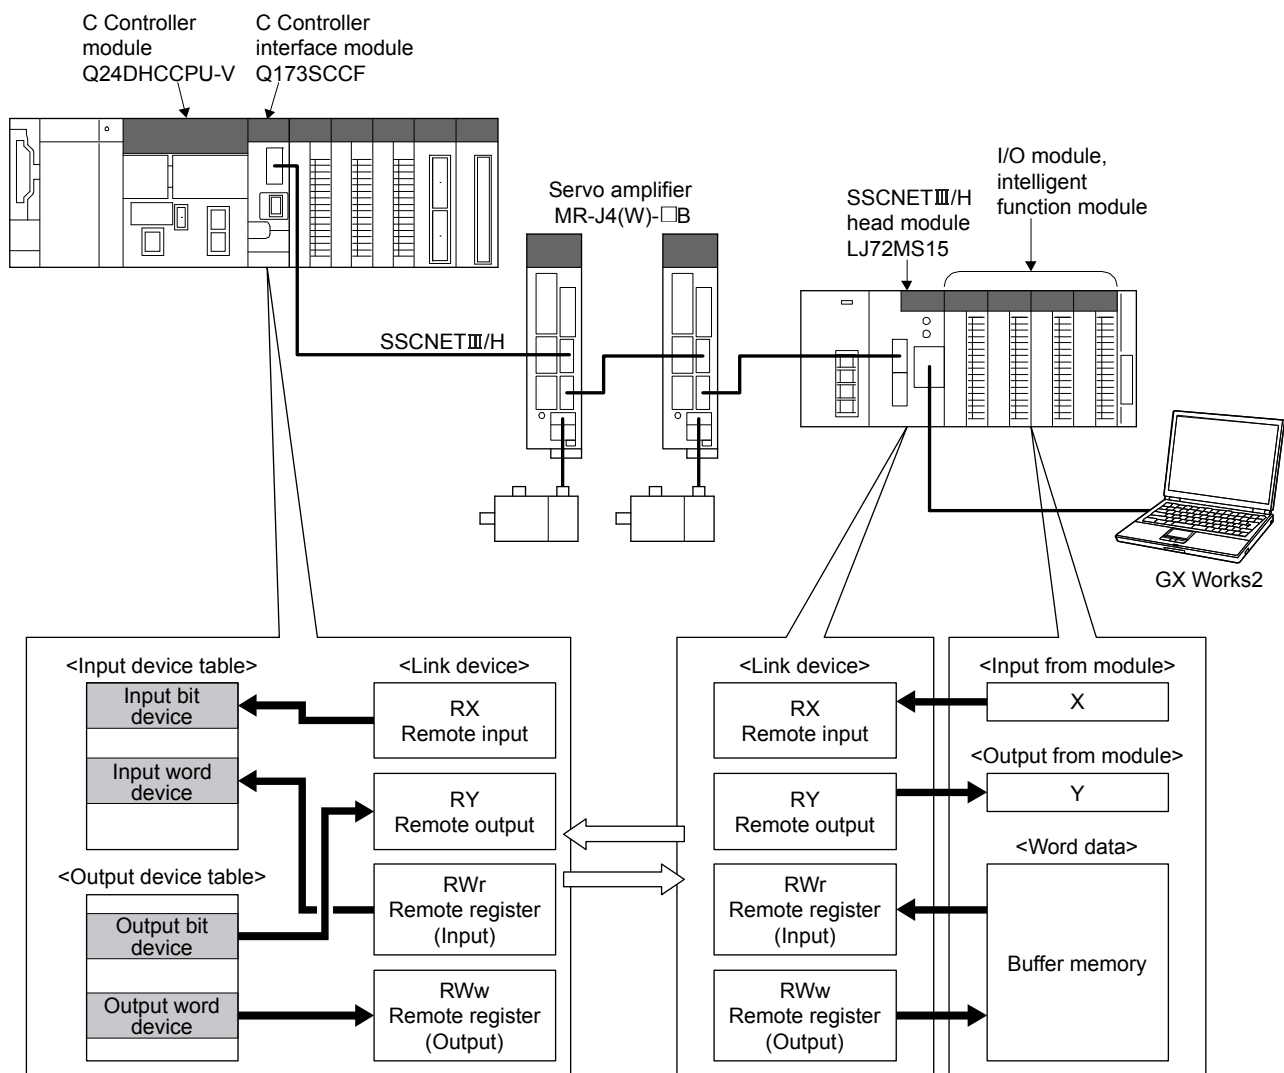 C Controller
module
Q24DHCCPU-V
C Controller
interface module
Q173SCCF
Servo amplifier
MR-J4(W)-□B
SSCNETⅢ/H
head module
LJ72MS15
I/O module,
intelligent
function module
SSCNETⅢ/H
GX Works2
<Input device table>
Input bit
device
Input word
device
<Output device table>
Output bit
device
Output word
device
<Link device>
RX
Remote input
RY
Remote output
RWr
Remote register
(Input)
RWw
Remote register
(Output)
<Link device>
RX
Remote input
RY
Remote output
RWr
Remote register
(Input)
RWw
Remote register
(Output)
<Input from module>
X
<Output from module>
Y
<Word data>
Buffer memory